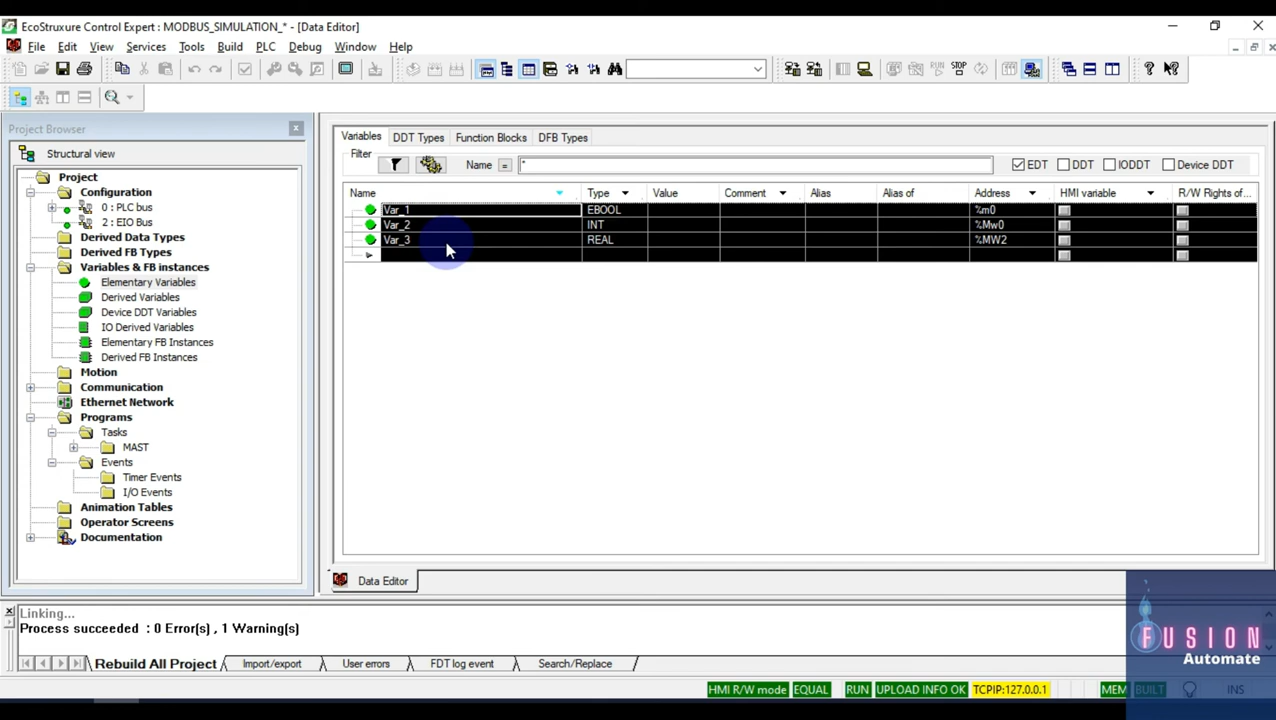 EcoStruxure Control Expert : MODBUS_SIMULATION_* - [Data Editor]
File Edit View Services Tools Build PLC Debug Window Help
RUN STOP
Project Browser
Structural view
Project
Configuration
0 : PLC bus
2 : EIO Bus
Derived Data Types
Derived FB Types
Variables & FB instances
Elementary Variables
Derived Variables
Device DDT Variables
IO Derived Variables
Elementary FB Instances
Derived FB Instances
Motion
Communication
Ethernet Network
Programs
Tasks
MAST
Events
Timer Events
I/O Events
Animation Tables
Operator Screens
Documentation
Variables DDT Types Function Blocks DFB Types
Filter
Name = * EDT DDT IODDT Device DDT
Name Type Value Comment Alias Alias of Address HMI variable R/W Rights of...
Var_1 EBOOL %m0
Var_2 INT %Mw0
Var_3 REAL %MW2
Data Editor
Linking...
Process succeeded : 0 Error(s) , 1 Warning(s)
Rebuild All Project Import/export User errors FDT log event Search/Replace
HMI R/W mode EQUAL RUN UPLOAD INFO OK TCPIP:127.0.0.1 MEM BUILT INS
FUSION
Automate